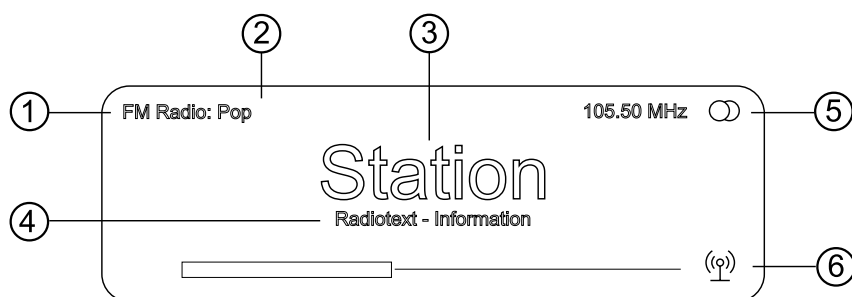 2 3
1 FM Radio: Pop 105.50 MHz 5
Station
4 Radiotext - Information
6